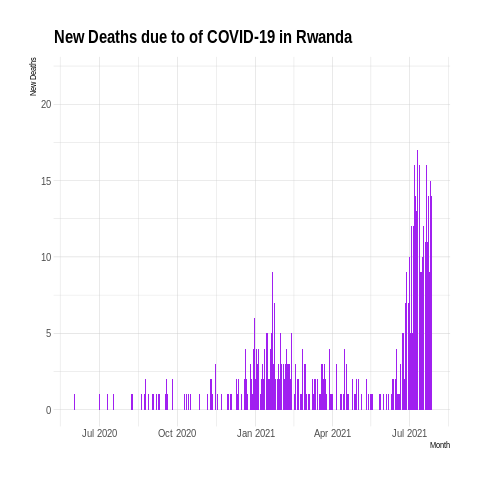 New Deaths due to of COVID-19 in Rwanda
New Deaths
20
15
10
5
0
Jul 2020
Oct 2020
Jan 2021
Apr 2021
Jul 2021
Month